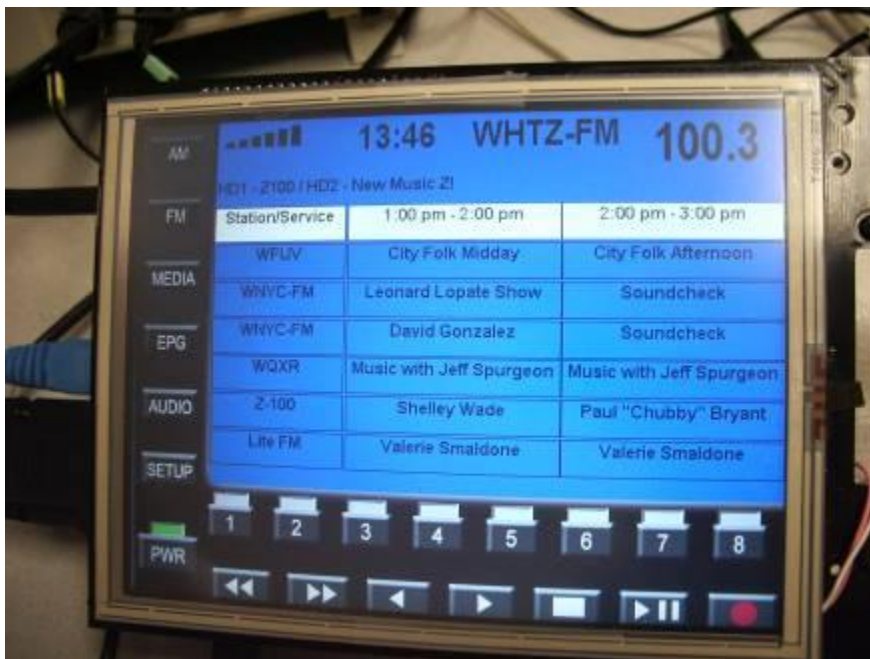 AM
13:46 WHTZ-FM 100.3
HD1 - Z100 / HD2 - New Music Z!
FM
Station/Service 1:00 pm - 2:00 pm 2:00 pm - 3:00 pm
WFUV City Folk Midday City Folk Afternoon
MEDIA
WNYC-FM Leonard Lopate Show Soundcheck
EPG
WNYC-FM David Gonzalez Soundcheck
WQXR Music with Jeff Spurgeon Music with Jeff Spurgeon
AUDIO
Z-100 Shelley Wade Paul "Chubby" Bryant
Lite FM Valerie Smaldone Valerie Smaldone
SETUP
1 2 3 4 5 6 7 8
PWR